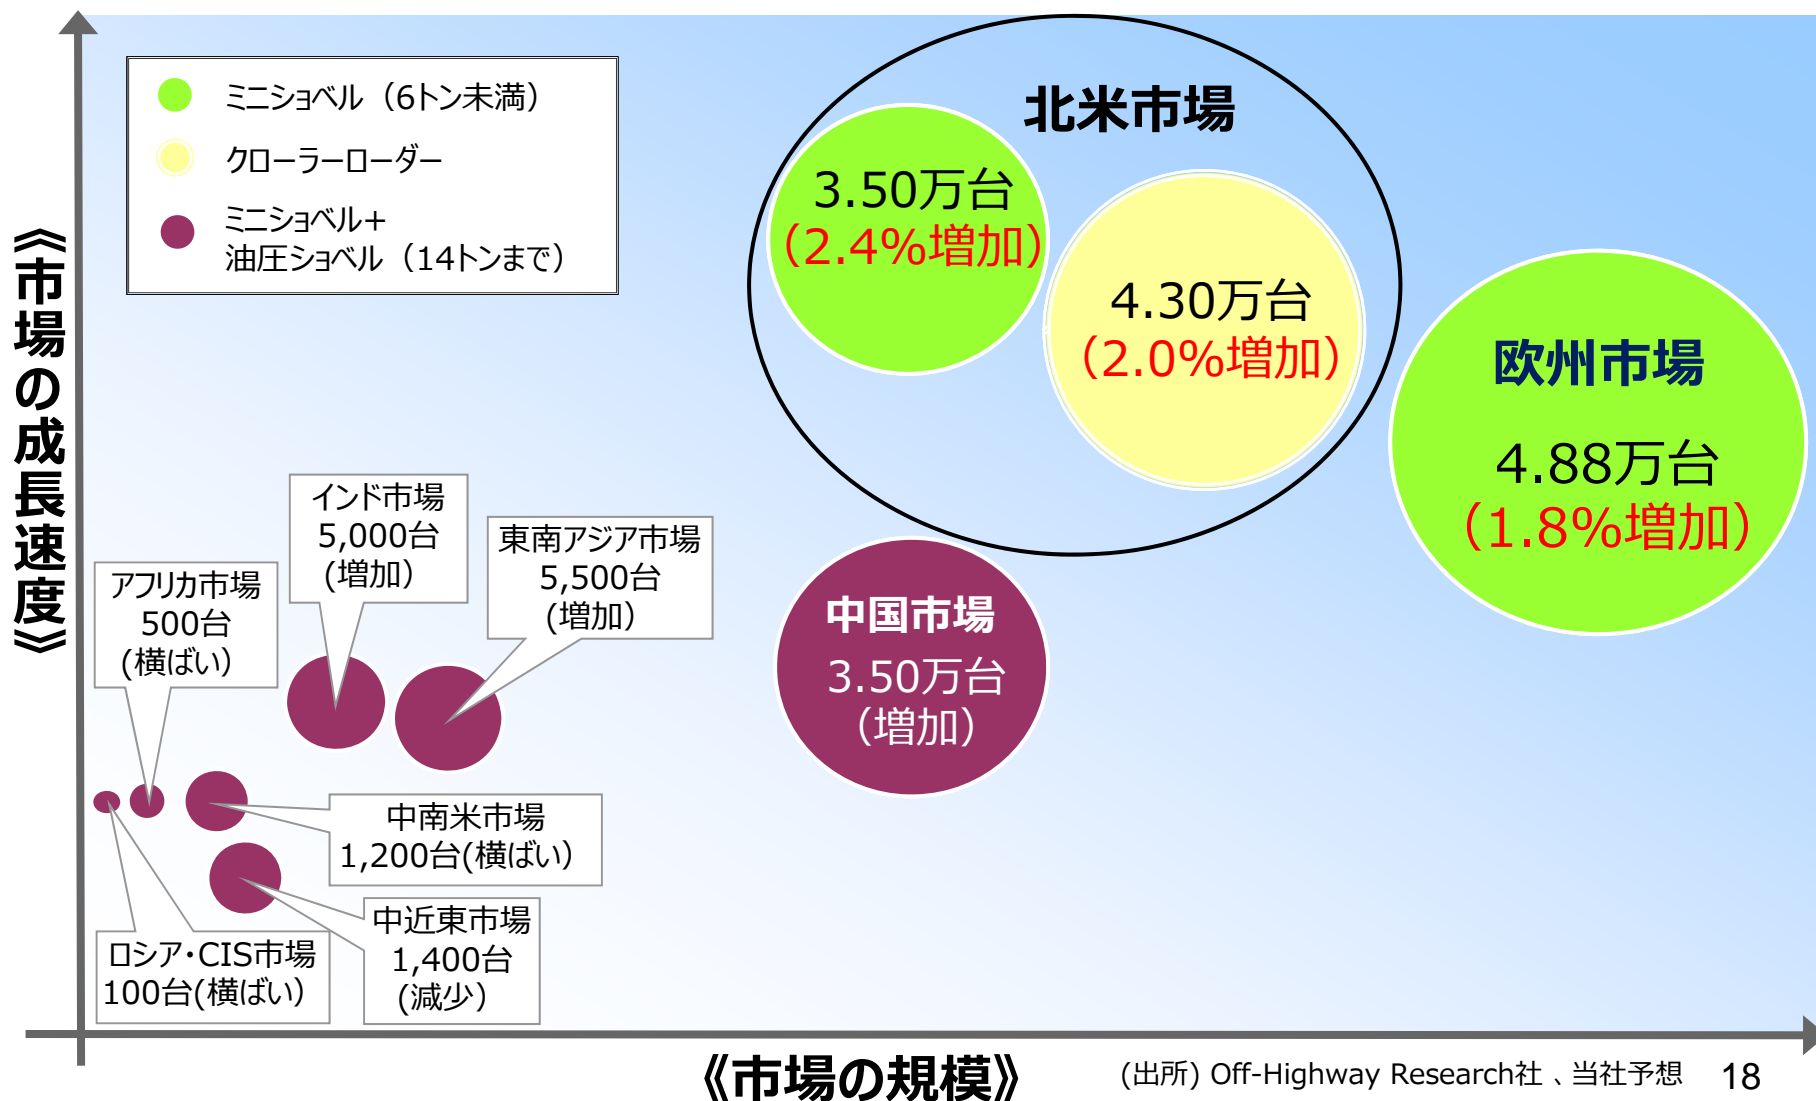 ミニショベル（6トン未満）
クローラーローダー
ミニショベル+
油圧ショベル（14トンまで）
《市場の成長速度》
北米市場
3.50万台
（2.4%増加）
4.30万台
（2.0%増加）
欧州市場
4.88万台
（1.8%増加）
中国市場
3.50万台
（増加）
インド市場
5,000台
(増加）
東南アジア市場
5,500台
(増加）
アフリカ市場
500台
(横ばい）
中南米市場
1,200台(横ばい）
中近東市場
1,400台
(減少）
ロシア・CIS市場
100台(横ばい）
《市場の規模》
(出所) Off-Highway Research社 、当社予想
18